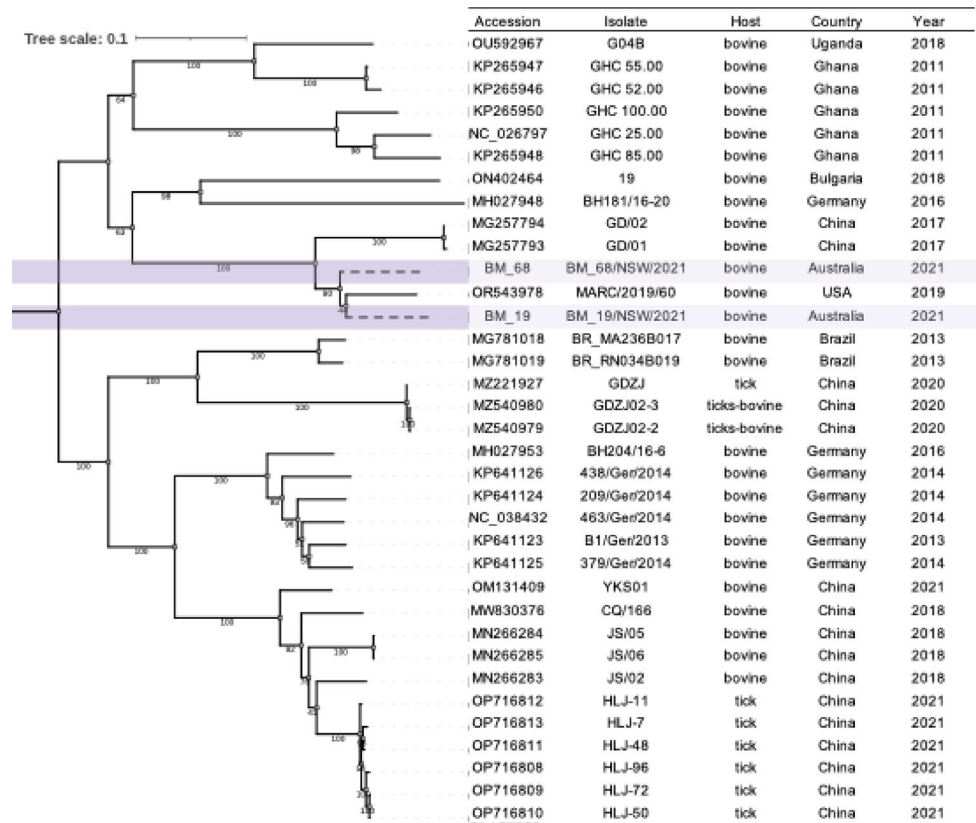 Accession Isolate Host Country Year
Tree scale: 0.1
OU592967 G04B bovine Uganda 2018
KP265947 GHC 55.00 bovine Ghana 2011
KP265946 GHC 52.00 bovine Ghana 2011
KP265950 GHC 100.00 bovine Ghana 2011
NC_026797 GHC 25.00 bovine Ghana 2011
KP265948 GHC 85.00 bovine Ghana 2011
ON402464 19 bovine Bulgaria 2018
MH027948 BH181/16-20 bovine Germany 2016
MG257794 GD/02 bovine China 2017
MG257793 GD/01 bovine China 2017
BM_68 BM_68/NSW/2021 bovine Australia 2021
OR543978 MARC/2019/60 bovine USA 2019
BM_19 BM_19/NSW/2021 bovine Australia 2021
MG781018 BR_MA236B017 bovine Brazil 2013
MG781019 BR_RN034B019 bovine Brazil 2013
MZ221927 GDZJ tick China 2020
MZ540980 GDZJ02-3 ticks-bovine China 2020
MZ540979 GDZJ02-2 ticks-bovine China 2020
MH027953 BH204/16-6 bovine Germany 2016
KP641126 438/Ger/2014 bovine Germany 2014
KP641124 209/Ger/2014 bovine Germany 2014
NC_038432 463/Ger/2014 bovine Germany 2014
KP641123 B1/Ger/2013 bovine Germany 2013
KP641125 379/Ger/2014 bovine Germany 2014
OM131409 YKS01 bovine China 2021
MW830376 CQ/166 bovine China 2018
MN266284 JS/05 bovine China 2018
MN266285 JS/06 bovine China 2018
MN266283 JS/02 bovine China 2018
OP716812 HLJ-11 tick China 2021
OP716813 HLJ-7 tick China 2021
OP716811 HLJ-48 tick China 2021
OP716808 HLJ-96 tick China 2021
OP716809 HLJ-72 tick China 2021
OP716810 HLJ-50 tick China 2021
100
100
64
100
98
98
63
100
100
90
100
100
100
100
100
100
100
100
100
100